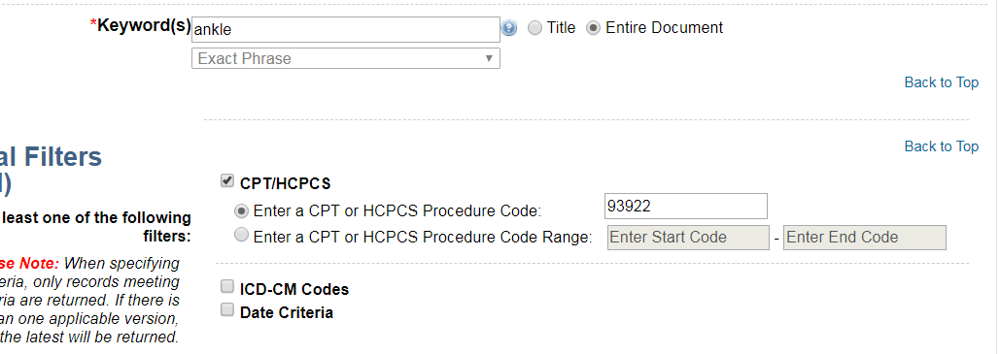 *Keyword(s) ankle ? Title Entire Document
Exact Phrase
Back to Top
Back to Top
al Filters
l)
least one of the following
filters:
se Note: When specifying
eria, only records meeting
ria are returned. If there is
an one applicable version,
the latest will be returned.
CPT/HCPCS
Enter a CPT or HCPCS Procedure Code: 93922
Enter a CPT or HCPCS Procedure Code Range: Enter Start Code - Enter End Code
ICD-CM Codes
Date Criteria